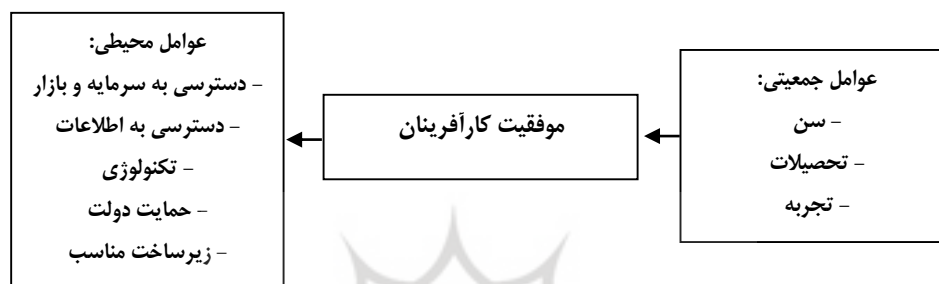 عوامل جمعیتی:
– سن
– تحصیلات
– تجربه
موفقیت کارآفرینان
عوامل محیطی:
– دسترسی به سرمایه و بازار
– دسترسی به اطلاعات
– تکنولوژی
– حمایت دولت
– زیرساخت مناسب